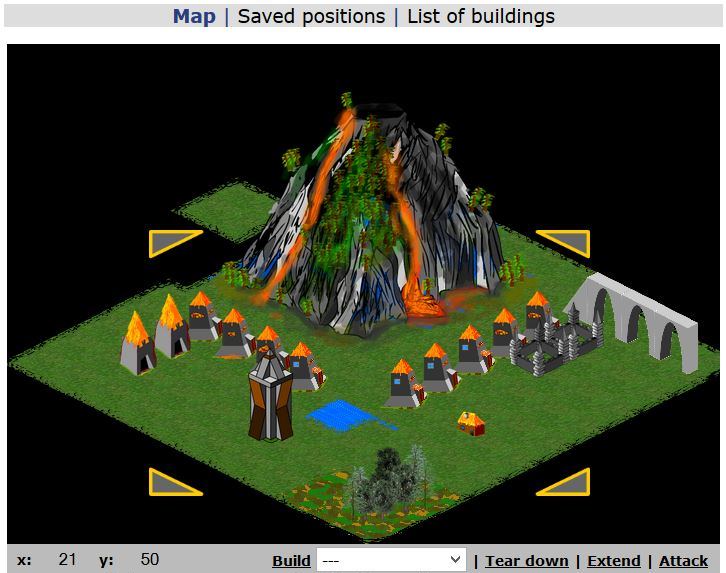 Map | Saved positions | List of buildings
x: 21 y: 50 Build --- | Tear down | Extend | Attack